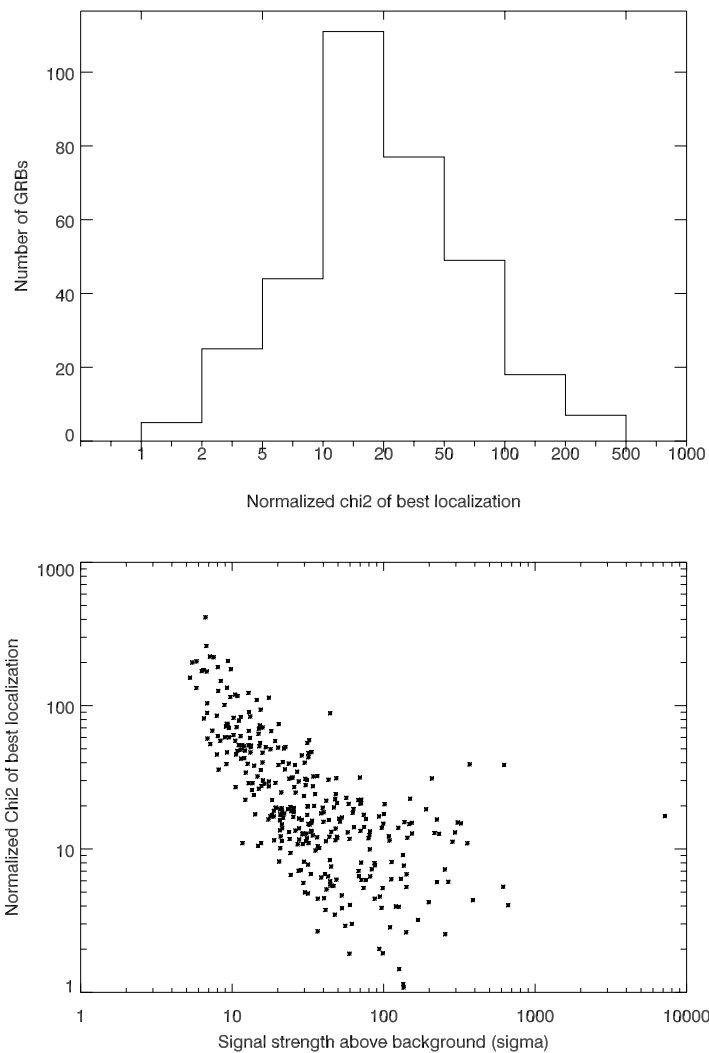 100
80
60
40
20
0
Number of GRBs
1 2 5 10 20 50 100 200 500 1000
Normalized chi2 of best localization
1000
100
10
1
Normalized Chi2 of best localization
1 10 100 1000 10000
Signal strength above background (sigma)